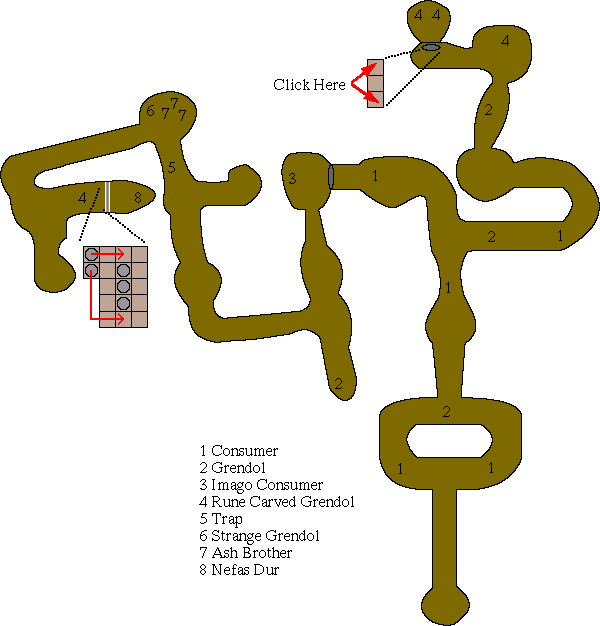 4 4
4
Click Here
2
6 7 7 7
5
3
1
4
8
2
1
1
2
2
1
1
1 Consumer
2 Grendol
3 Imago Consumer
4 Rune Carved Grendol
5 Trap
6 Strange Grendol
7 Ash Brother
8 Nefas Dur